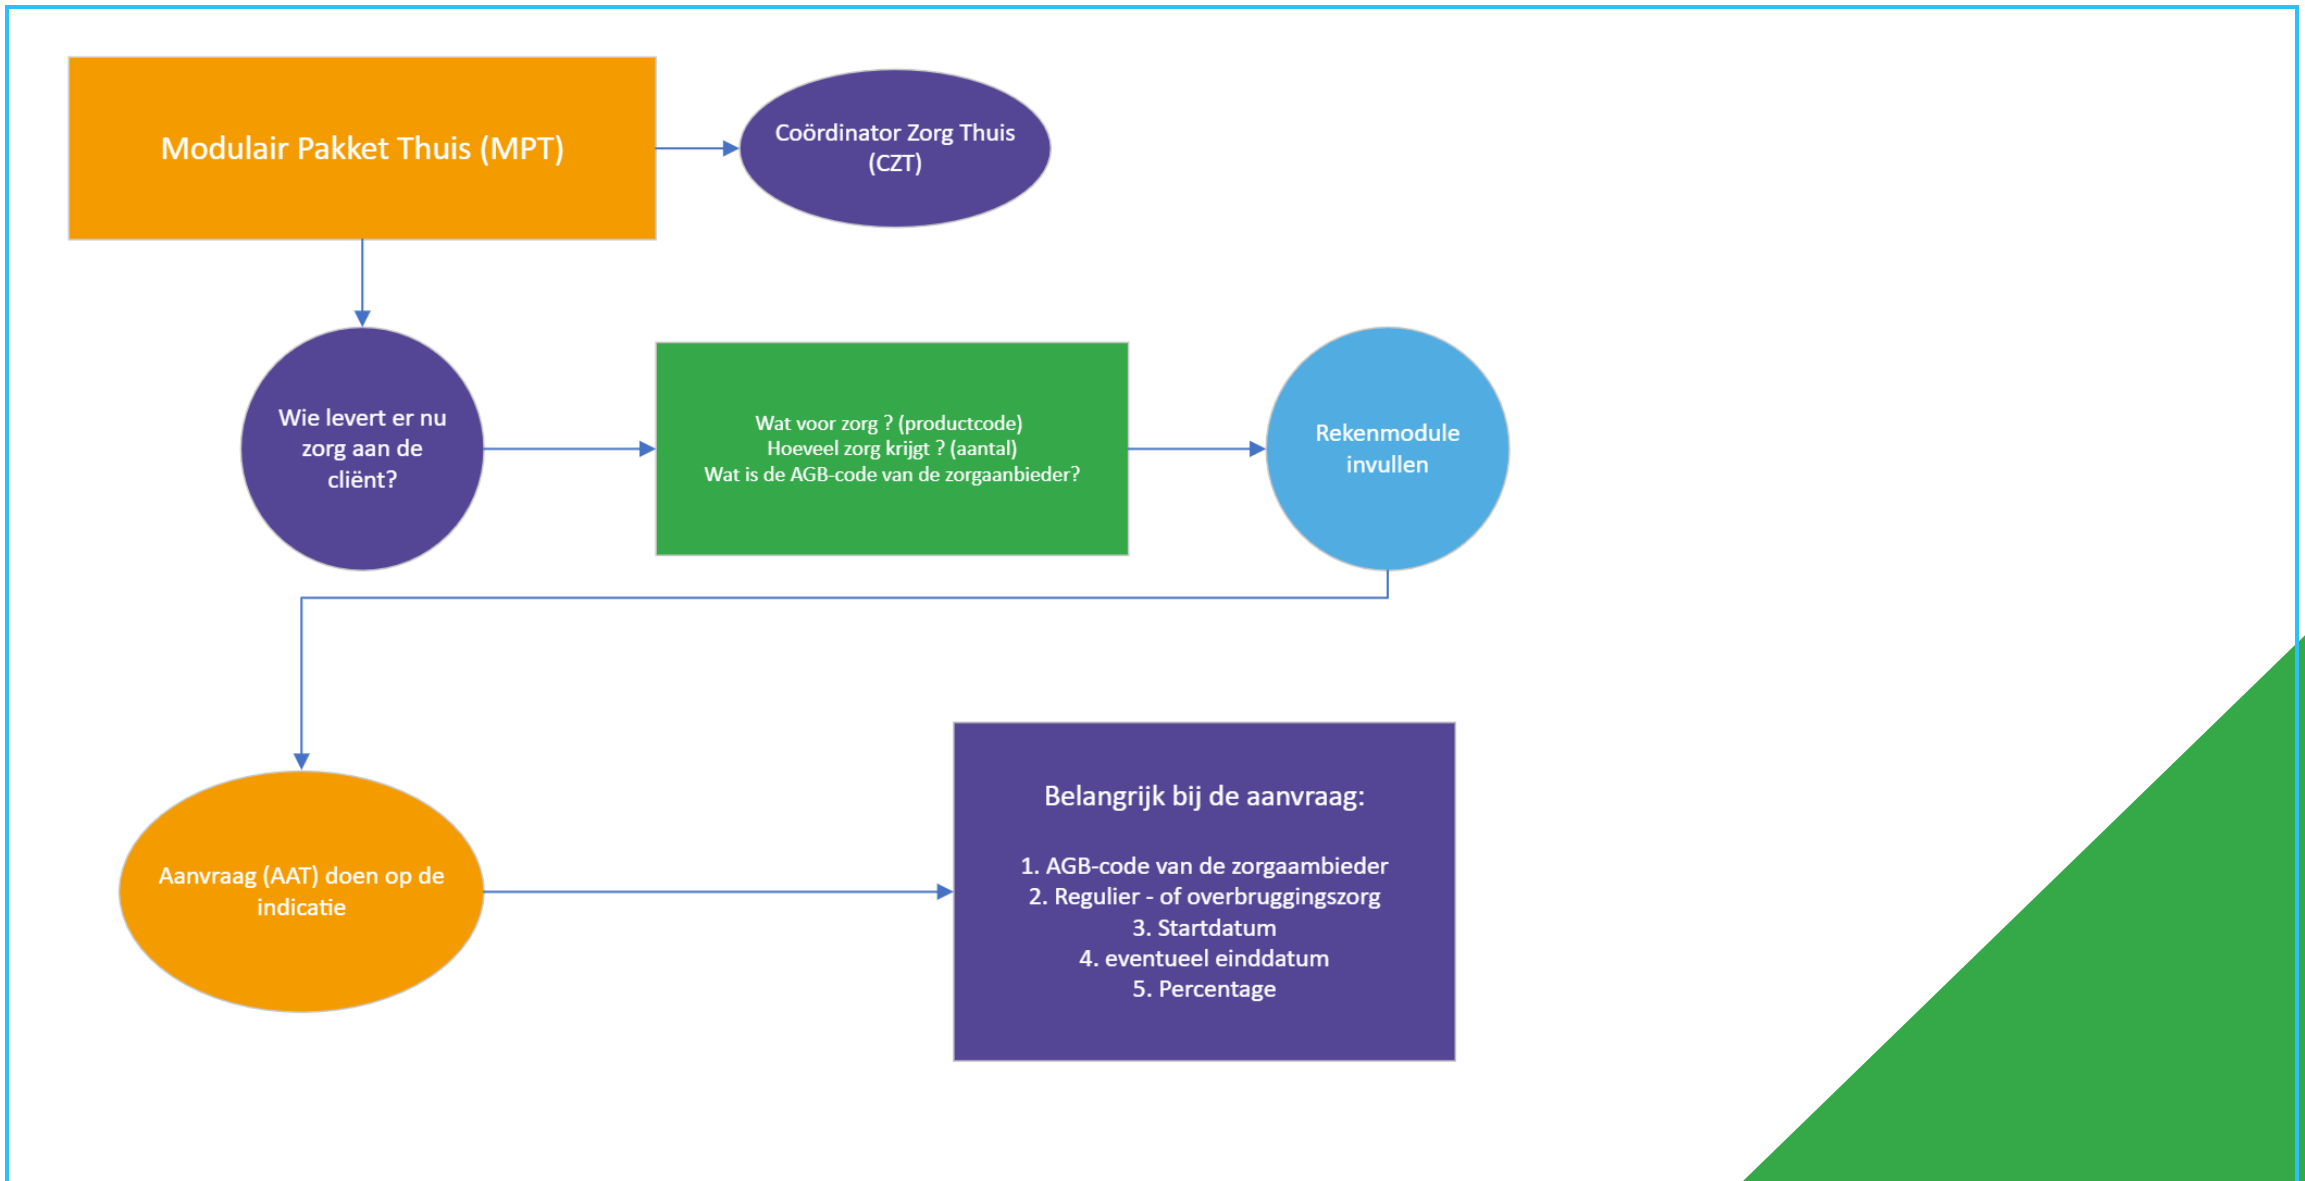 Modulair Pakket Thuis (MPT)
Coördinator Zorg Thuis
(CZT)
Wie levert er nu
zorg aan de
cliënt?
Wat voor zorg ? (productcode)
Hoeveel zorg krijgt ? (aantal)
Wat is de AGB-code van de zorgaanbieder?
Rekenmodule
invullen
Aanvraag (AAT) doen op de
indicatie
Belangrijk bij de aanvraag:
1. AGB-code van de zorgaambieder
2. Regulier - of overbruggingszorg
3. Startdatum
4. eventueel einddatum
5. Percentage